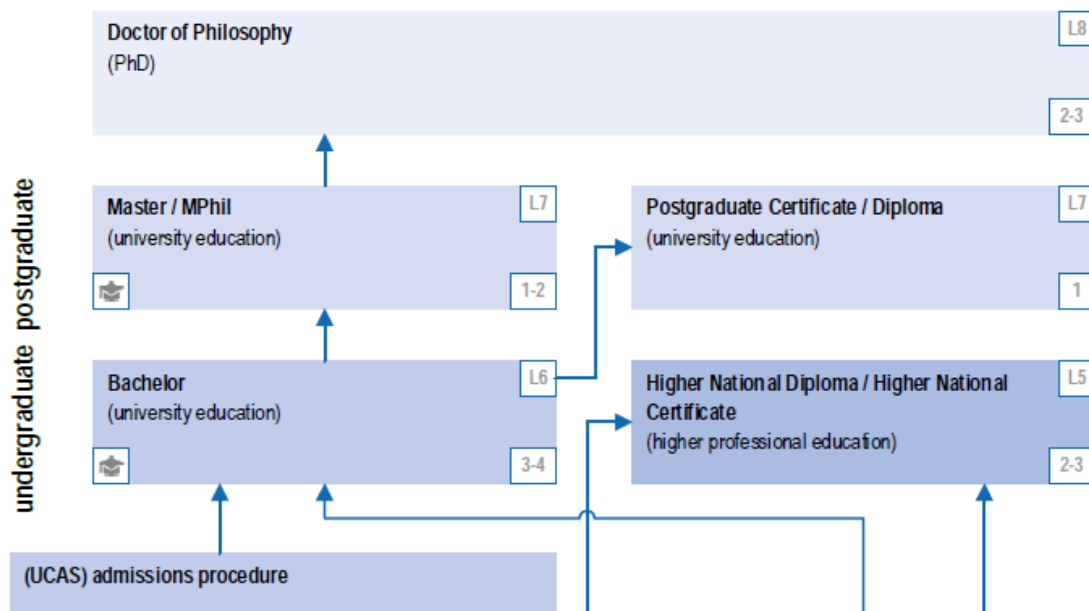 Doctor of Philosophy
(PhD)
L8
2-3
postgraduate
Master / MPhil
(university education)
L7
1-2
Postgraduate Certificate / Diploma
(university education)
L7
1
undergraduate
Bachelor
(university education)
L6
3-4
Higher National Diploma / Higher National
Certificate
(higher professional education)
L5
2-3
(UCAS) admissions procedure